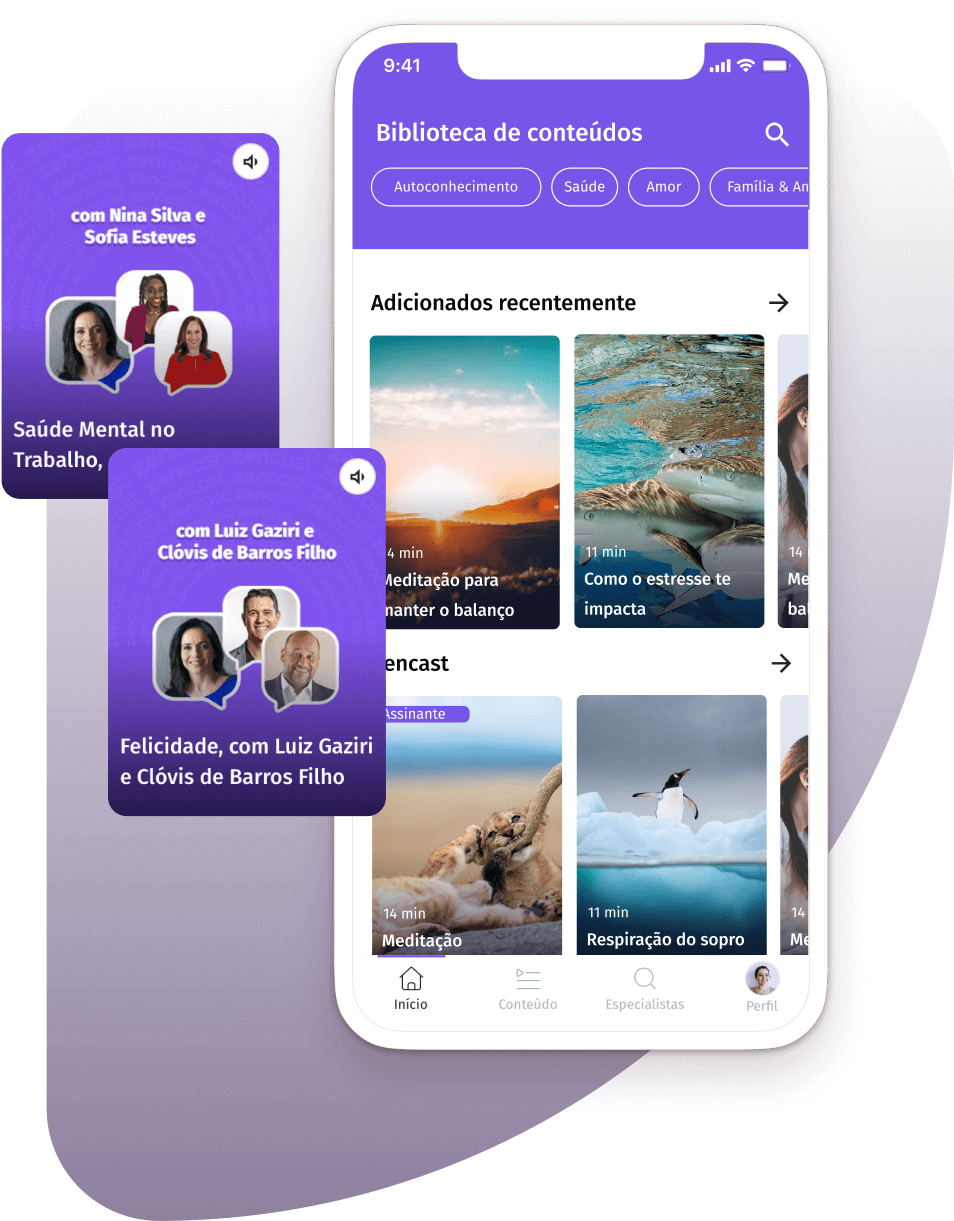 9:41
Biblioteca de conteúdos
Autoconhecimento
Saúde
Amor
Família &
Adicionados recentemente
4 min
Meditação para
manter o balanço
11 min
Como o estresse te
impacta
14
Me
encast
Assinante
14 min
Meditação
11 min
Respiração do sopro
14
Me
Início
Conteúdo
Especialistas
Perfil
zencast
com Nina Silva e
Sofia Esteves
Saúde Mental no
Trabalho,
com Luiz Gaziri e
Clóvis de Barros Filho
Felicidade, com Luiz Gaziri
e Clóvis de Barros Filho